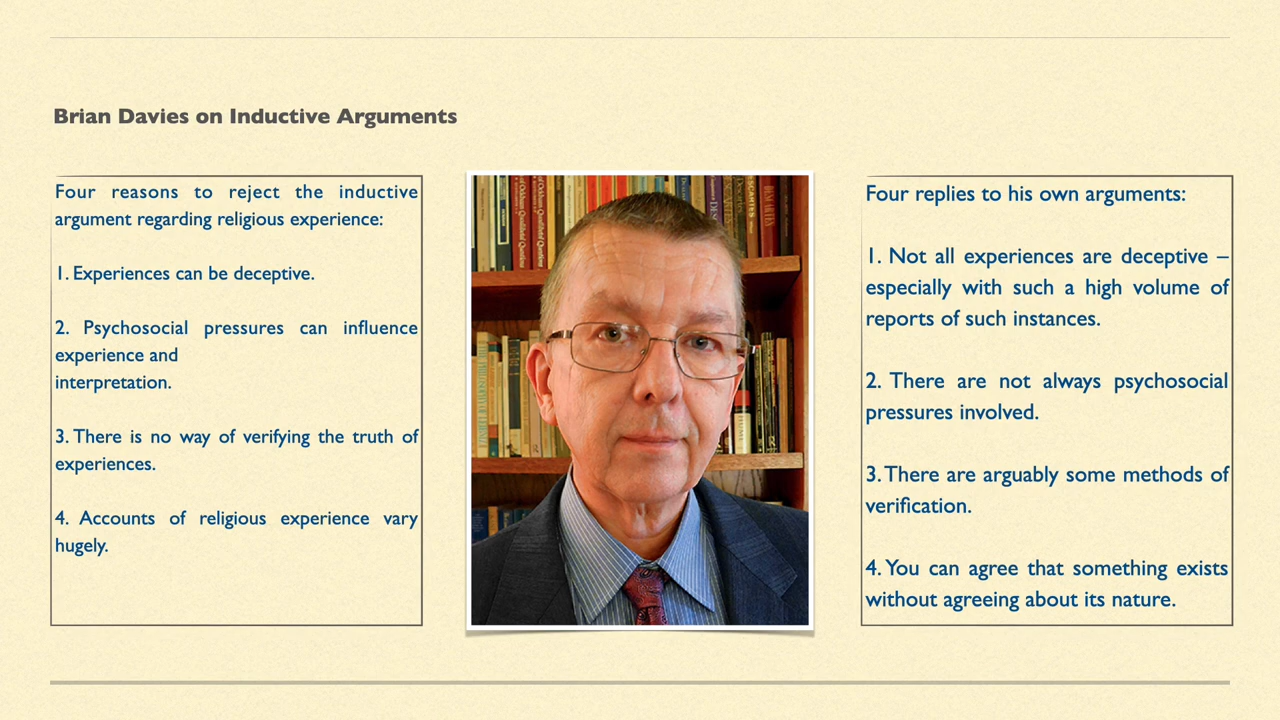 Brian Davies on Inductive Arguments
Four reasons to reject the inductive
argument regarding religious experience:
1. Experiences can be deceptive.
2. Psychosocial pressures can influence
experience and
interpretation.
3. There is no way of verifying the truth of
experiences.
4. Accounts of religious experience vary
hugely.
DESCARTES
Four replies to his own arguments:
1. Not all experiences are deceptive –
especially with such a high volume of
reports of such instances.
2. There are not always psychosocial
pressures involved.
3. There are arguably some methods of
verification.
4. You can agree that something exists
without agreeing about its nature.